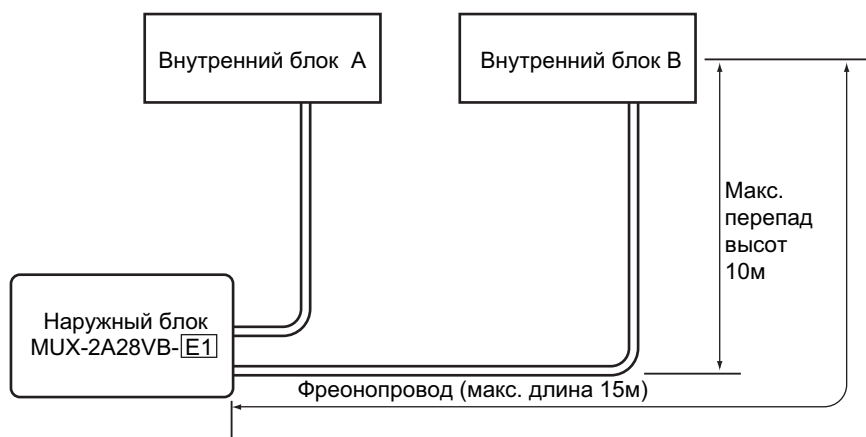 Внутренний блок А
Внутренний блок В
Макс.
перепад
высот
10м
Наружный блок
MUX-2A28VB-E1
Фреонопровод (макс. длина 15м)